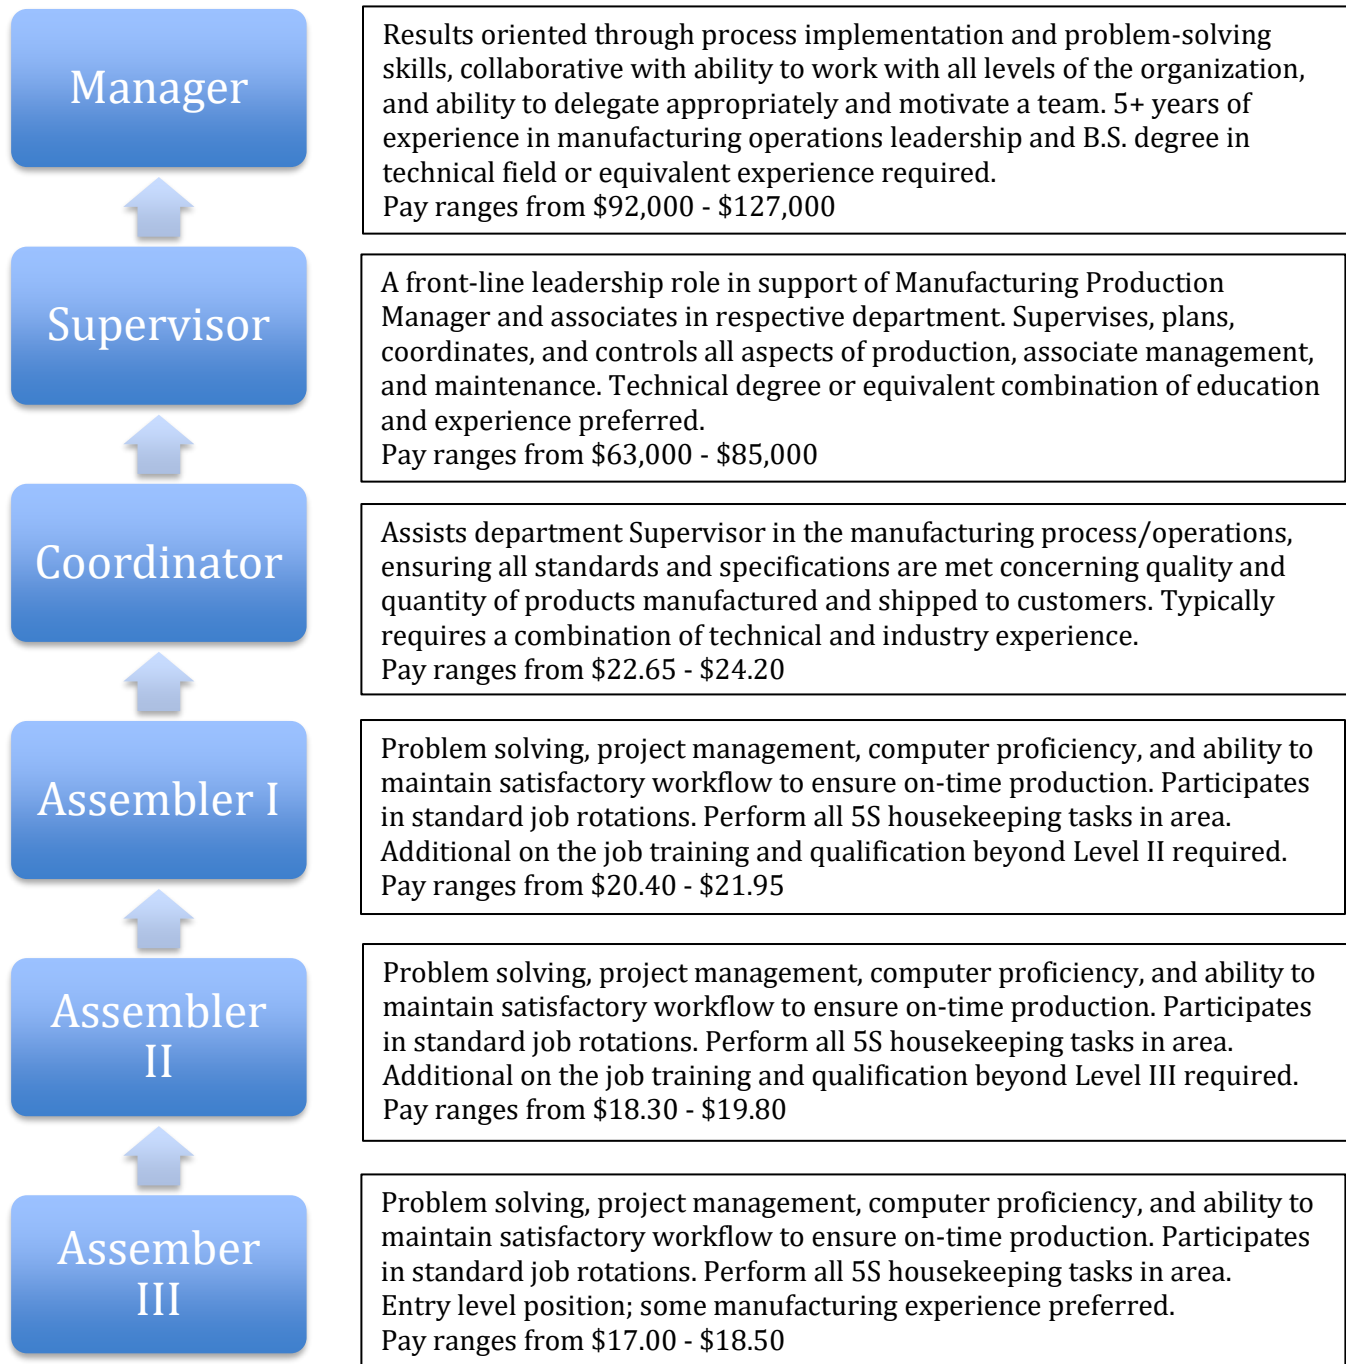 Manager
Results oriented through process implementation and problem-solving
skills, collaborative with ability to work with all levels of the organization,
and ability to delegate appropriately and motivate a team. 5+ years of
experience in manufacturing operations leadership and B.S. degree in
technical field or equivalent experience required.
Pay ranges from $92,000 - $127,000
Supervisor
A front-line leadership role in support of Manufacturing Production
Manager and associates in respective department. Supervises, plans,
coordinates, and controls all aspects of production, associate management,
and maintenance. Technical degree or equivalent combination of education
and experience preferred.
Pay ranges from $63,000 - $85,000
Coordinator
Assists department Supervisor in the manufacturing process/operations,
ensuring all standards and specifications are met concerning quality and
quantity of products manufactured and shipped to customers. Typically
requires a combination of technical and industry experience.
Pay ranges from $22.65 - $24.20
Assembler I
Problem solving, project management, computer proficiency, and ability to
maintain satisfactory workflow to ensure on-time production. Participates
in standard job rotations. Perform all 5S housekeeping tasks in area.
Additional on the job training and qualification beyond Level II required.
Pay ranges from $20.40 - $21.95
Assembler
II
Problem solving, project management, computer proficiency, and ability to
maintain satisfactory workflow to ensure on-time production. Participates
in standard job rotations. Perform all 5S housekeeping tasks in area.
Additional on the job training and qualification beyond Level III required.
Pay ranges from $18.30 - $19.80
Assember
III
Problem solving, project management, computer proficiency, and ability to
maintain satisfactory workflow to ensure on-time production. Participates
in standard job rotations. Perform all 5S housekeeping tasks in area.
Entry level position; some manufacturing experience preferred.
Pay ranges from $17.00 - $18.50